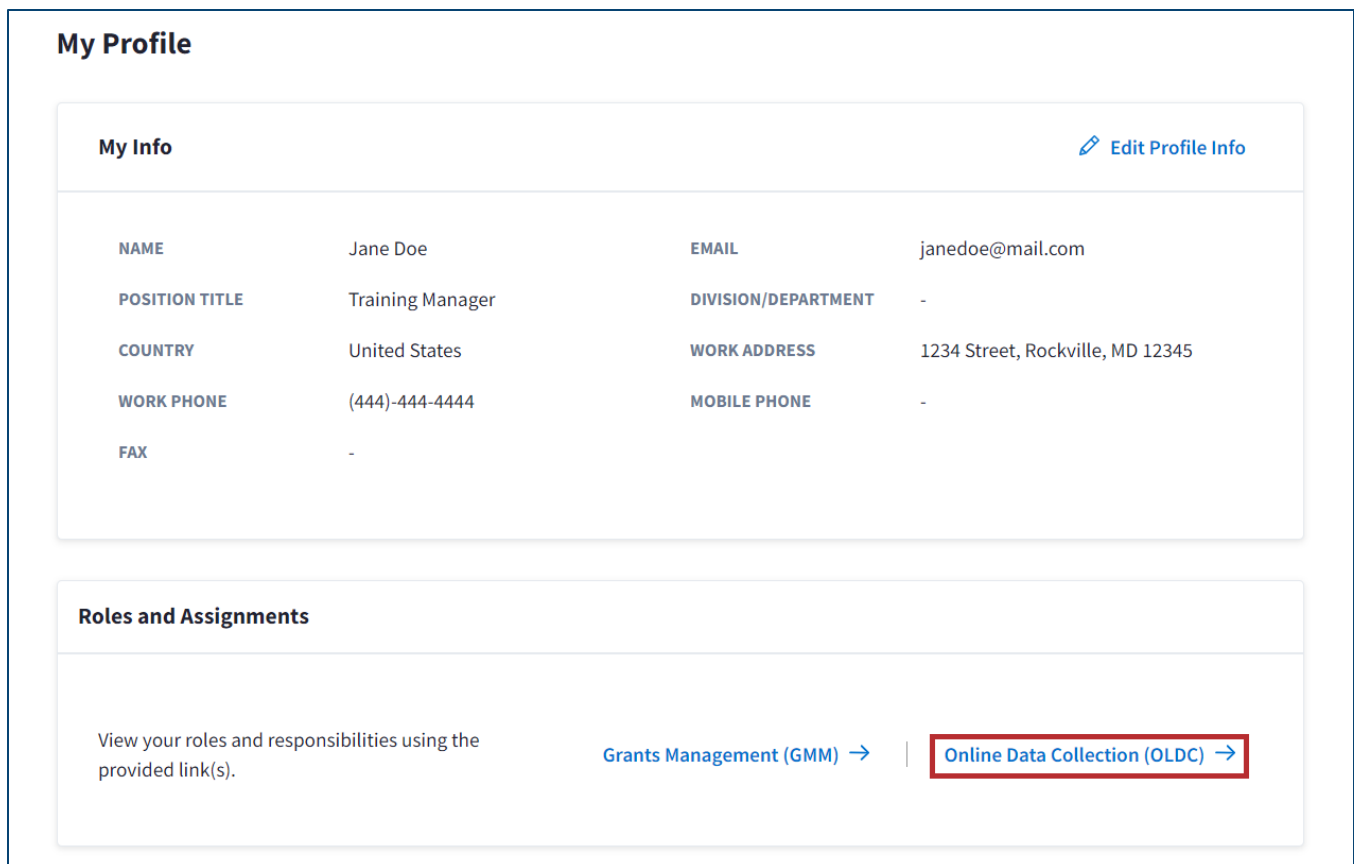 My Profile
My Info
Edit Profile Info
NAME Jane Doe EMAIL janedoe@mail.com
POSITION TITLE Training Manager DIVISION/DEPARTMENT -
COUNTRY United States WORK ADDRESS 1234 Street, Rockville, MD 12345
WORK PHONE (444)-444-4444 MOBILE PHONE -
FAX -
Roles and Assignments
View your roles and responsibilities using the
provided link(s).
Grants Management (GMM) → | Online Data Collection (OLDC) →